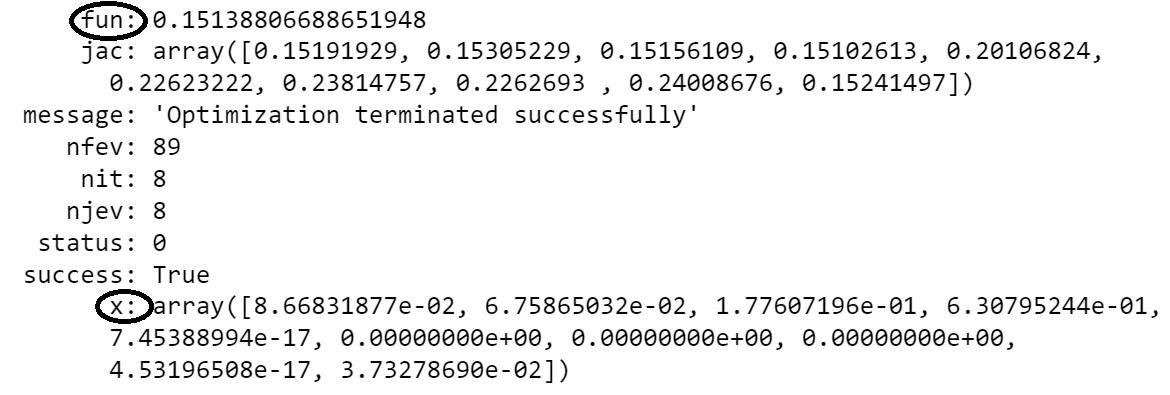 fun: 0.15138806688651948
jac: array([0.15191929, 0.15305229, 0.15156109, 0.15102613, 0.20106824,
0.22623222, 0.23814757, 0.2262693 , 0.24008676, 0.15241497])
message: 'Optimization terminated successfully'
nfev: 89
nit: 8
njev: 8
status: 0
success: True
x: array([8.66831877e-02, 6.75865032e-02, 1.77607196e-01, 6.30795244e-01,
7.45388994e-17, 0.00000000e+00, 0.00000000e+00, 0.00000000e+00,
4.53196508e-17, 3.73278690e-02])